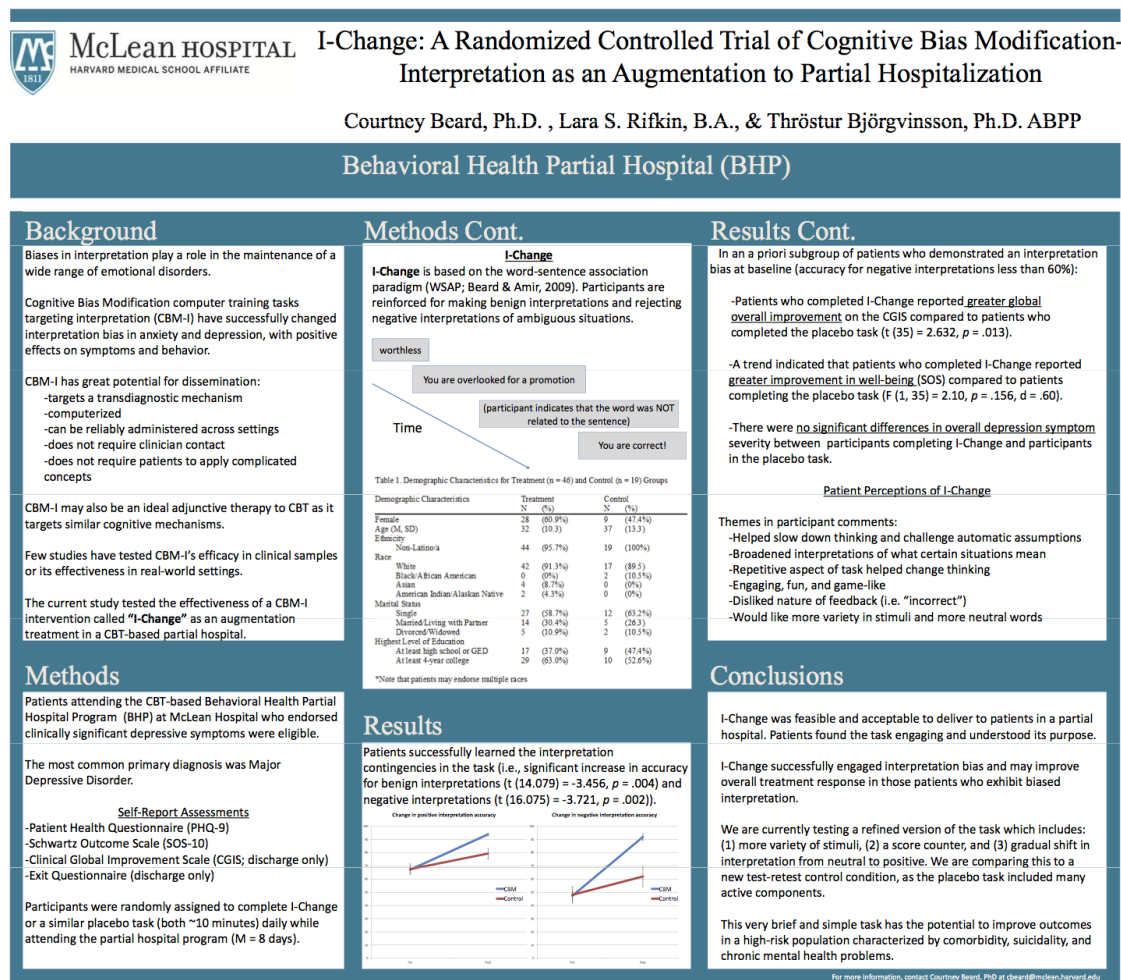 McLean HOSPITAL
HARVARD MEDICAL SCHOOL AFFILIATE
1811
I-Change: A Randomized Controlled Trial of Cognitive Bias Modification-
Interpretation as an Augmentation to Partial Hospitalization
Courtney Beard, Ph.D. , Lara S. Rifkin, B.A., & Thröstur Björgvinsson, Ph.D. ABPP
Behavioral Health Partial Hospital (BHP)
Background
Biases in interpretation play a role in the maintenance of a
wide range of emotional disorders.
Cognitive Bias Modification computer training tasks
targeting interpretation (CBM-I) have successfully changed
interpretation bias in anxiety and depression, with positive
effects on symptoms and behavior.
CBM-I has great potential for dissemination:
-targets a transdiagnostic mechanism
-computerized
-can be reliably administered across settings
-does not require clinician contact
-does not require patients to apply complicated
concepts
CBM-I may also be an ideal adjunctive therapy to CBT as it
targets similar cognitive mechanisms.
Few studies have tested CBM-I's efficacy in clinical samples
or its effectiveness in real-world settings.
The current study tested the effectiveness of a CBM-I
intervention called "I-Change" as an augmentation
treatment in a CBT-based partial hospital.
Methods
Patients attending the CBT-based Behavioral Health Partial
Hospital Program (BHP) at McLean Hospital who endorsed
clinically significant depressive symptoms were eligible.
The most common primary diagnosis was Major
Depressive Disorder.
Self-Report Assessments
-Patient Health Questionnaire (PHQ-9)
-Schwartz Outcome Scale (SOS-10)
-Clinical Global Improvement Scale (CGIS; discharge only)
-Exit Questionnaire (discharge only)
Participants were randomly assigned to complete I-Change
or a similar placebo task (both ~10 minutes) daily while
attending the partial hospital program (M = 8 days).
Methods Cont.
I-Change
I-Change is based on the word-sentence association
paradigm (WSAP; Beard & Amir, 2009). Participants are
reinforced for making benign interpretations and rejecting
negative interpretations of ambiguous situations.
worthless
You are overlooked for a promotion
(participant indicates that the word was NOT
related to the sentence)
You are correct!
Time
Table 1. Demographic Characteristics for Treatment (n = 46) and Control (n = 19) Groups
Demographic Characteristics Treatment Control
N (%) N (%)
Female 28 (60.9%) 9 (47.4%)
Age (M, SD) 32 (10.3) 37 (13.3)
Ethnicity
Non-Latino/a 44 (95.7%) 19 (100%)
Race
White 42 (91.3%) 17 (89.5)
Black/African American 0 (0%) 2 (10.5%)
Asian 4 (8.7%) 0 (0%)
American Indian/Alaskan Native 2 (4.3%) 0 (0%)
Marital Status
Single 27 (58.7%) 12 (63.2%)
Married/Living with Partner 14 (30.4%) 5 (26.3)
Divorced/Widowed 5 (10.9%) 2 (10.5%)
Highest Level of Education
At least high school or GED 17 (37.0%) 9 (47.4%)
At least 4-year college 29 (63.0%) 10 (52.6%)
*Note that patients may endorse multiple races
Results
Patients successfully learned the interpretation
contingencies in the task (i.e., significant increase in accuracy
for benign interpretations (t (14.079) = -3.456, p = .004) and
negative interpretations (t (16.075) = -3.721, p = .002)).
Change in positive interpretation accuracy
CBM
Control
Change in negative interpretation accuracy
CBM
Control
Results Cont.
In an a priori subgroup of patients who demonstrated an interpretation
bias at baseline (accuracy for negative interpretations less than 60%):
-Patients who completed I-Change reported greater global
overall improvement on the CGIS compared to patients who
completed the placebo task (t (35) = 2.632, p = .013).
-A trend indicated that patients who completed I-Change reported
greater improvement in well-being (SOS) compared to patients
completing the placebo task (F (1, 35) = 2.10, p = .156, d = .60).
-There were no significant differences in overall depression symptom
severity between participants completing I-Change and participants
in the placebo task.
Patient Perceptions of I-Change
Themes in participant comments:
-Helped slow down thinking and challenge automatic assumptions
-Broadened interpretations of what certain situations mean
-Repetitive aspect of task helped change thinking
-Engaging, fun, and game-like
-Disliked nature of feedback (i.e. "incorrect")
-Would like more variety in stimuli and more neutral words
Conclusions
I-Change was feasible and acceptable to deliver to patients in a partial
hospital. Patients found the task engaging and understood its purpose.
I-Change successfully engaged interpretation bias and may improve
overall treatment response in those patients who exhibit biased
interpretation.
We are currently testing a refined version of the task which includes:
(1) more variety of stimuli, (2) a score counter, and (3) gradual shift in
interpretation from neutral to positive. We are comparing this to a
new test-retest control condition, as the placebo task included many
active components.
This very brief and simple task has the potential to improve outcomes
in a high-risk population characterized by comorbidity, suicidality, and
chronic mental health problems.
For more information, contact Courtney Beard, PhD at cbeard@mclean.harvard.edu